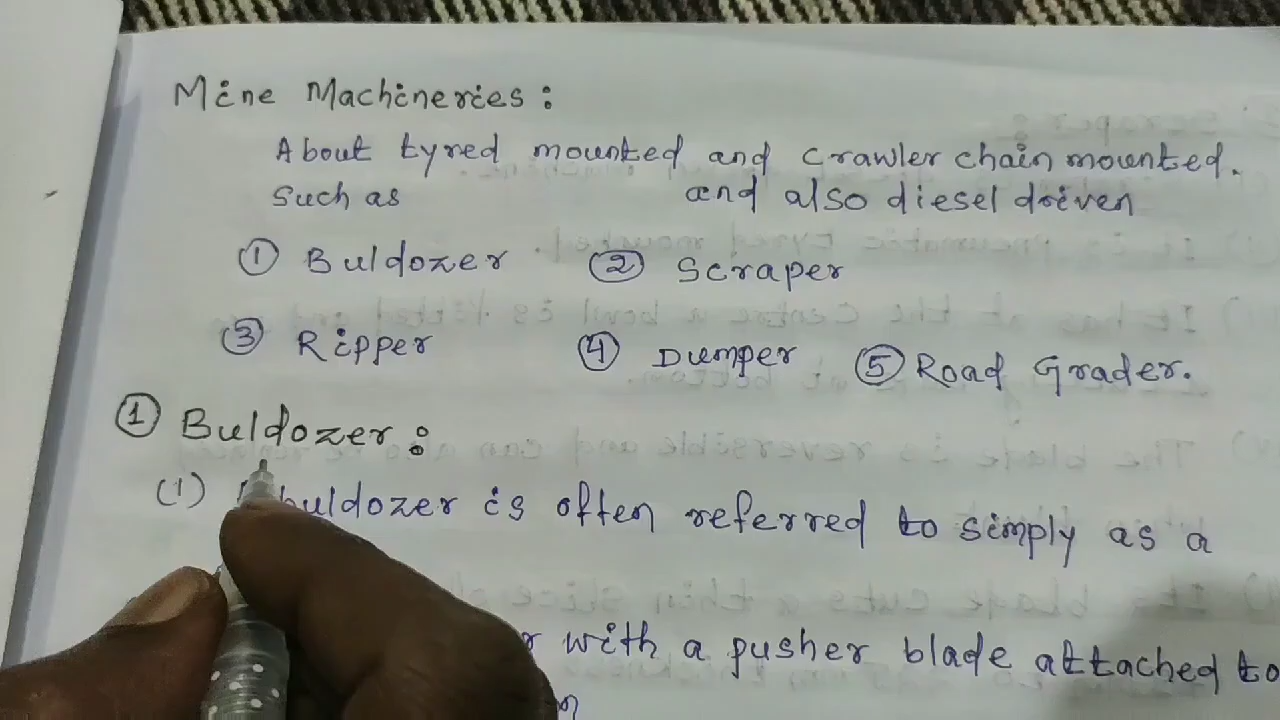 Mine Machineries:
About tyred mounted and crawler chain mounted.
Such as and also diesel driven
① Buldozer ② Scraper
③ Ripper ④ Dumper ⑤ Road Grader.
① Buldozer:
(1) buldozer is often referred to simply as a
with a pusher blade attached to